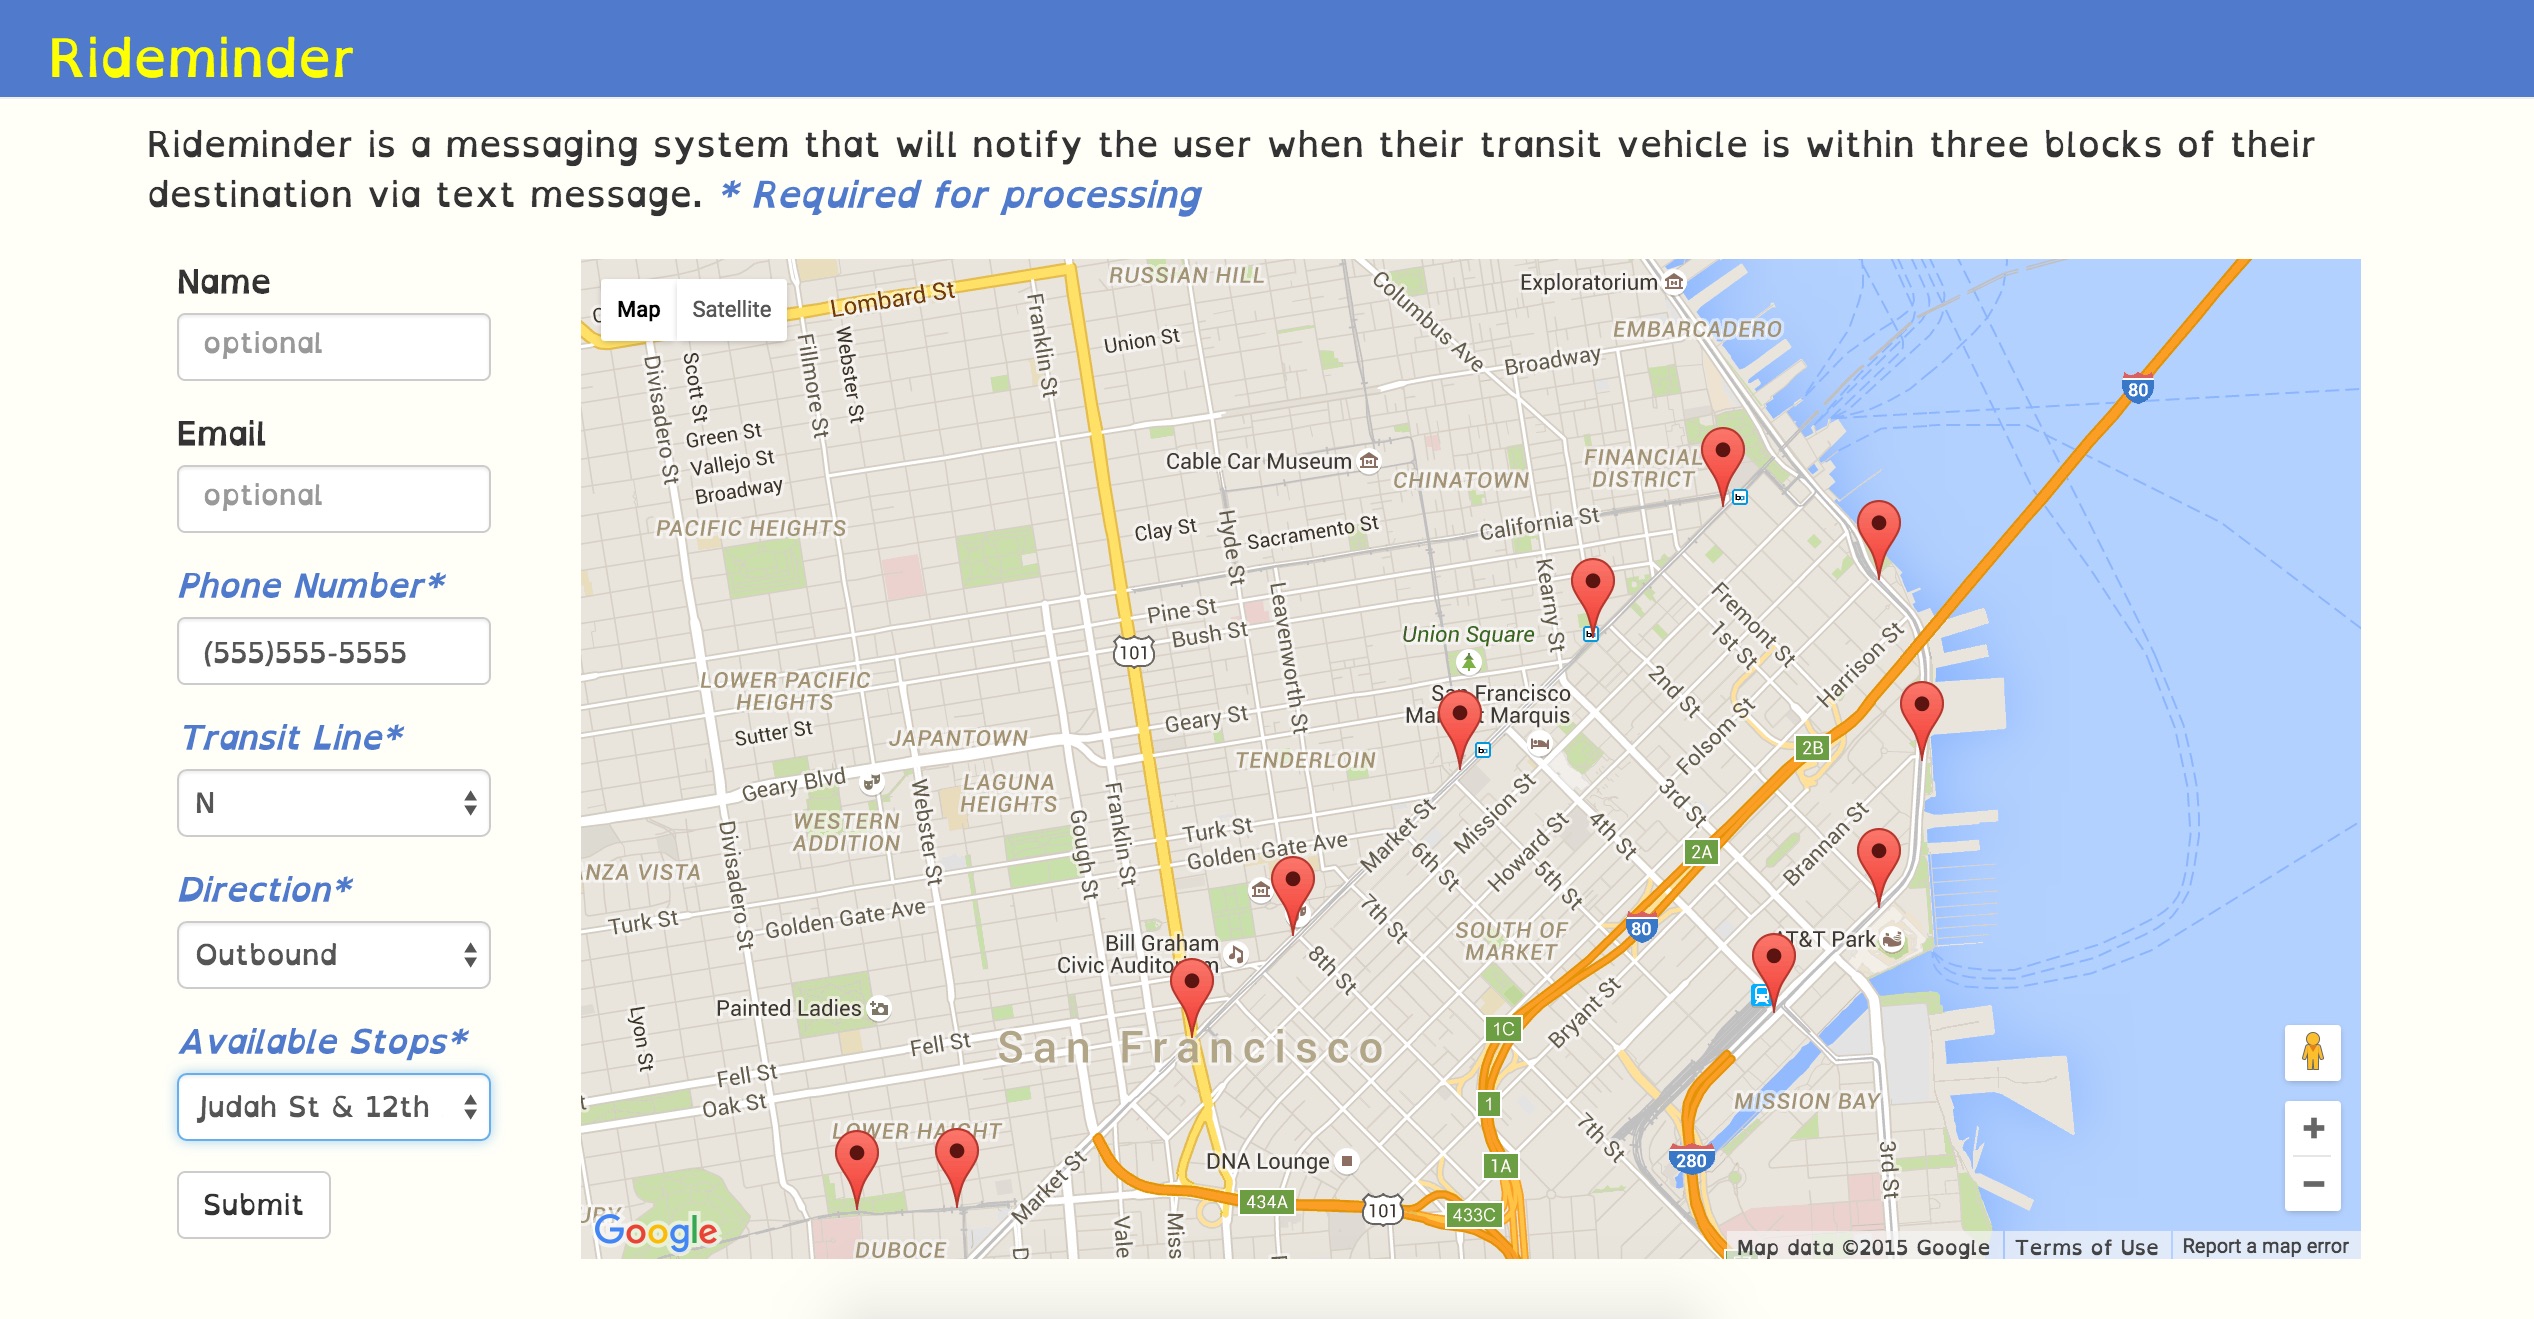 Rideminder
Rideminder is a messaging system that will notify the user when their transit vehicle is within three blocks of their
destination via text message. * Required for processing
Name
optional
Email
optional
Phone Number*
(555)555-5555
Transit Line*
N
Direction*
Outbound
Available Stops*
Judah St & 12th
Submit
Map
Satellite
Lombard St
RUSSIAN HILL
Exploratorium
EMBARCADERO
Columbus Ave
Broadway
Union St
Franklin St
Divisadero St
Scott St
Fillmore St
Webster St
Green St
Vallejo St
Broadway
PACIFIC HEIGHTS
Cable Car Museum
CHINATOWN
FINANCIAL
DISTRICT
80
Clay St
Sacramento St
California St
Hyde St
Kearny St
Leavenworth St
Pine St
Bush St
101
Union Square
Fremont St
1st St
Harrison St
2nd St
Folsom St
LOWER PACIFIC
HEIGHTS
Sutter St
JAPANTOWN
Geary St
TENDERLOIN
San Francisco
Marquis
2B
Geary Blvd
LAGUNA
HEIGHTS
WESTERN
ADDITION
Webster St
Gough St
Franklin St
Turk St
Golden Gate Ave
Market St
Mission St
6th St
Howard St
5th St
4th St
3rd St
2A
Brannan St
ANZA VISTA
Divisadero St
Turk St
Golden Gate Ave
7th St
8th St
SOUTH OF
MARKET
80
AT&T Park
Bill Graham
Civic Auditorium
Painted Ladies
Lyon St
Fell St
San Francisco
1C
Bryant St
Fell St
Oak St
1
MISSION BAY
LOWER HAIGHT
Market St
DNA Lounge
1A
7th St
280
3rd St
434A
101
433C
Google
DUBOCE
Vale
Miss
Map data ©2015 Google
Terms of Use
Report a map error